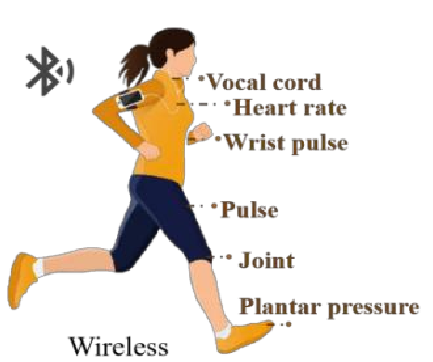 Vocal cord
Heart rate
Wrist pulse
Pulse
Joint
Plantar pressure
Wireless